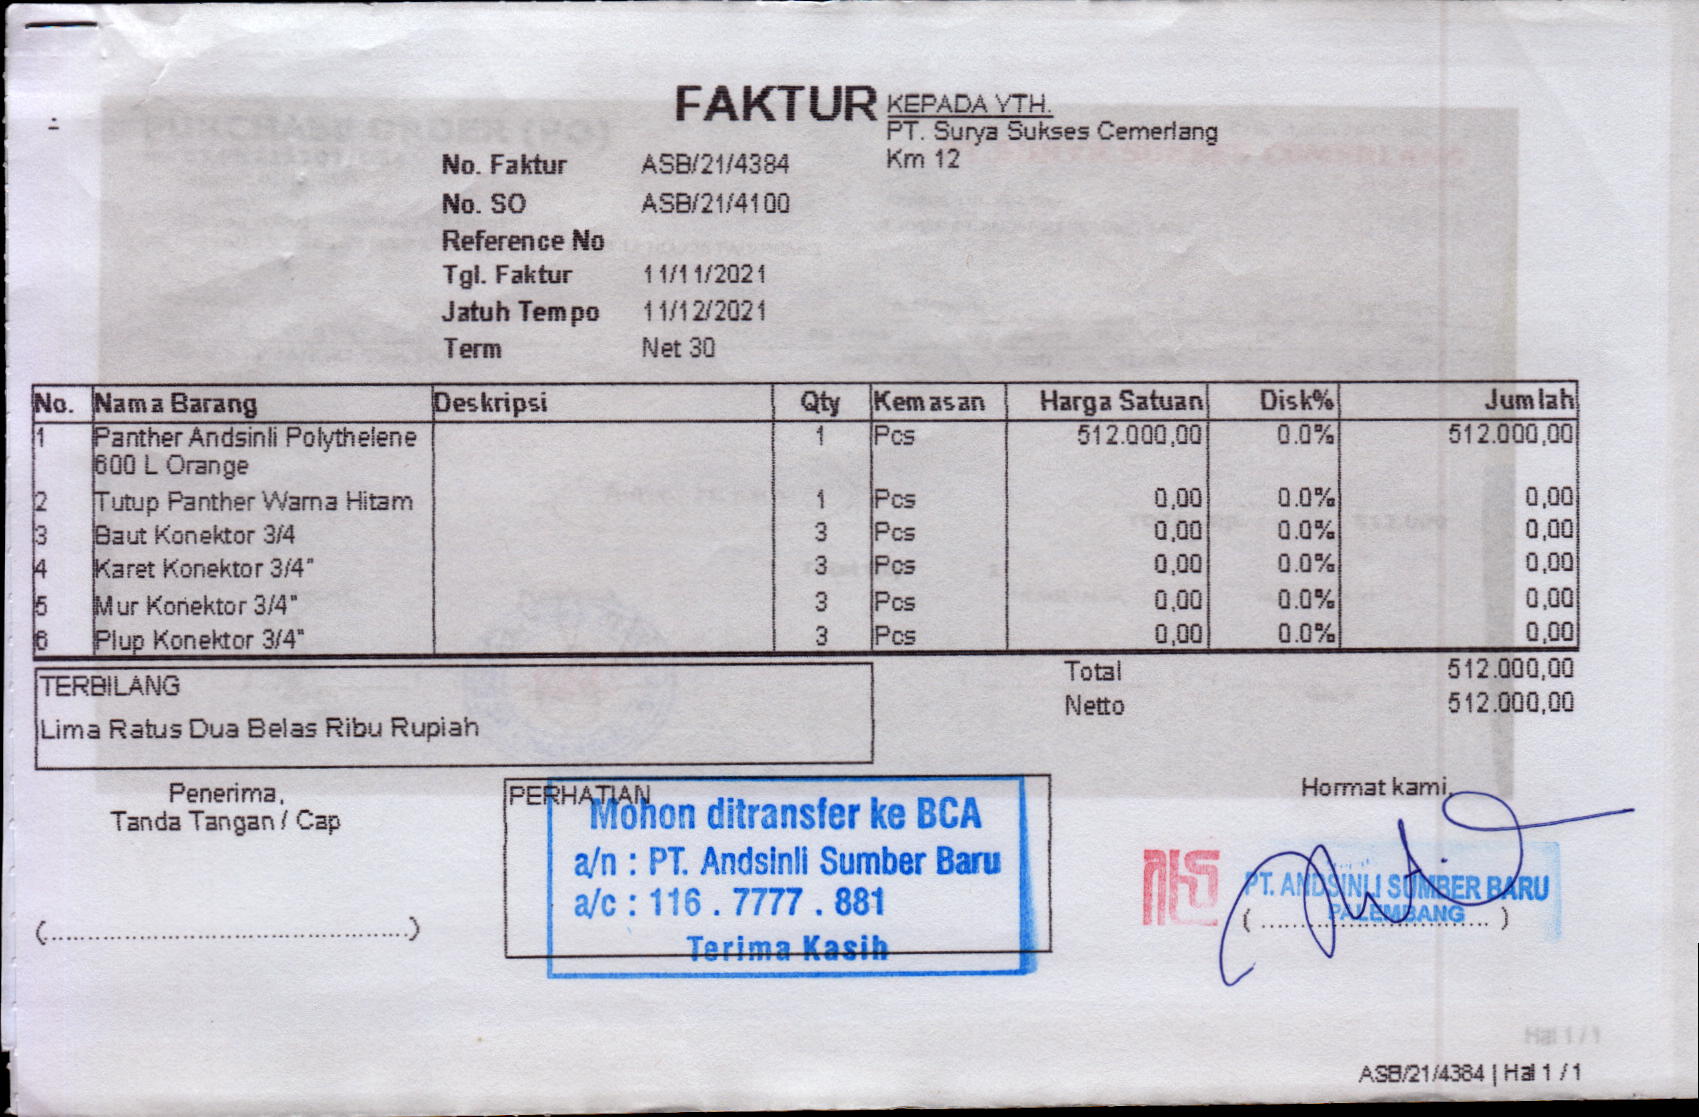 FAKTUR
KEPADA YTH.
PT. Surya Sukses Cemerlang
Km 12
No. Faktur ASB/21/4384
No. SO ASB/21/4100
Reference No
Tgl. Faktur 11/11/2021
Jatuh Tempo 11/12/2021
Term Net 30
No. Nama Barang Deskripsi Qty Kemasan Harga Satuan Disk% Jumlah
1 Panther Andsinli Polythelene 1 Pcs 512.000,00 0.0% 512.000,00
600 L Orange
2 Tutup Panther Warna Hitam 1 Pcs 0,00 0.0% 0,00
3 Baut Konektor 3/4 3 Pcs 0,00 0.0% 0,00
4 Karet Konektor 3/4" 3 Pcs 0,00 0.0% 0,00
5 Mur Konektor 3/4" 3 Pcs 0,00 0.0% 0,00
6 Plup Konektor 3/4" 3 Pcs 0,00 0.0% 0,00
Total 512.000,00
Netto 512.000,00
TERBILANG
Lima Ratus Dua Belas Ribu Rupiah
Penerima,
Tanda Tangan / Cap
(..............................................)
PERHATIAN
Mohon ditransfer ke BCA
a/n : PT. Andsinli Sumber Baru
a/c : 116 . 7777 . 881
Terima Kasih
Hormat kami,
PT. ANDSINLI SUMBER BARU
PALEMBANG
( ............................. )
Hal 1 / 1
ASB/21/4384 | Hal 1 / 1